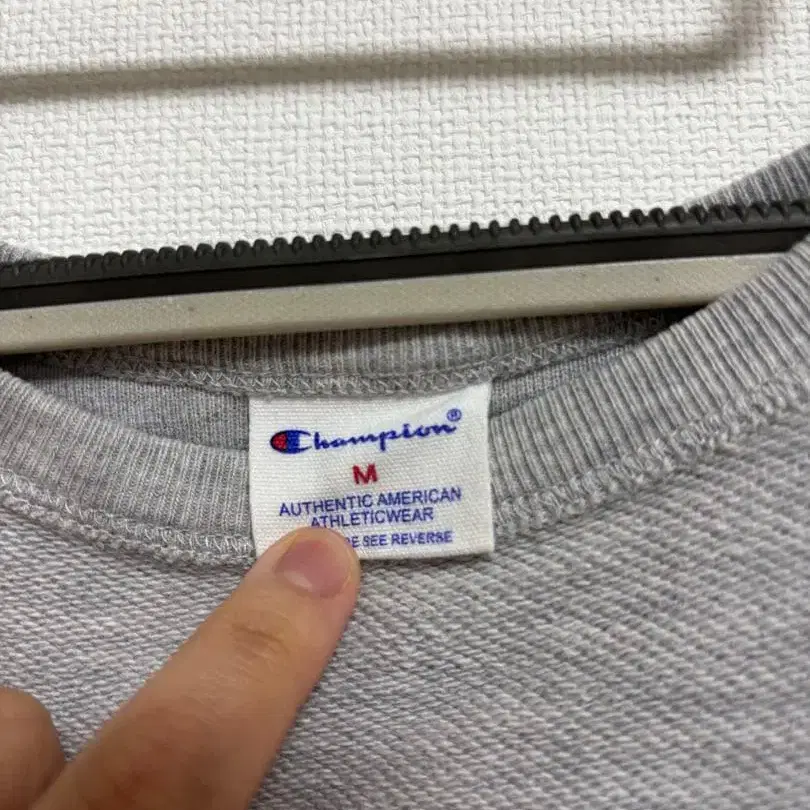 Champion®
M
AUTHENTIC AMERICAN
ATHLETICWEAR
SEE REVERSE